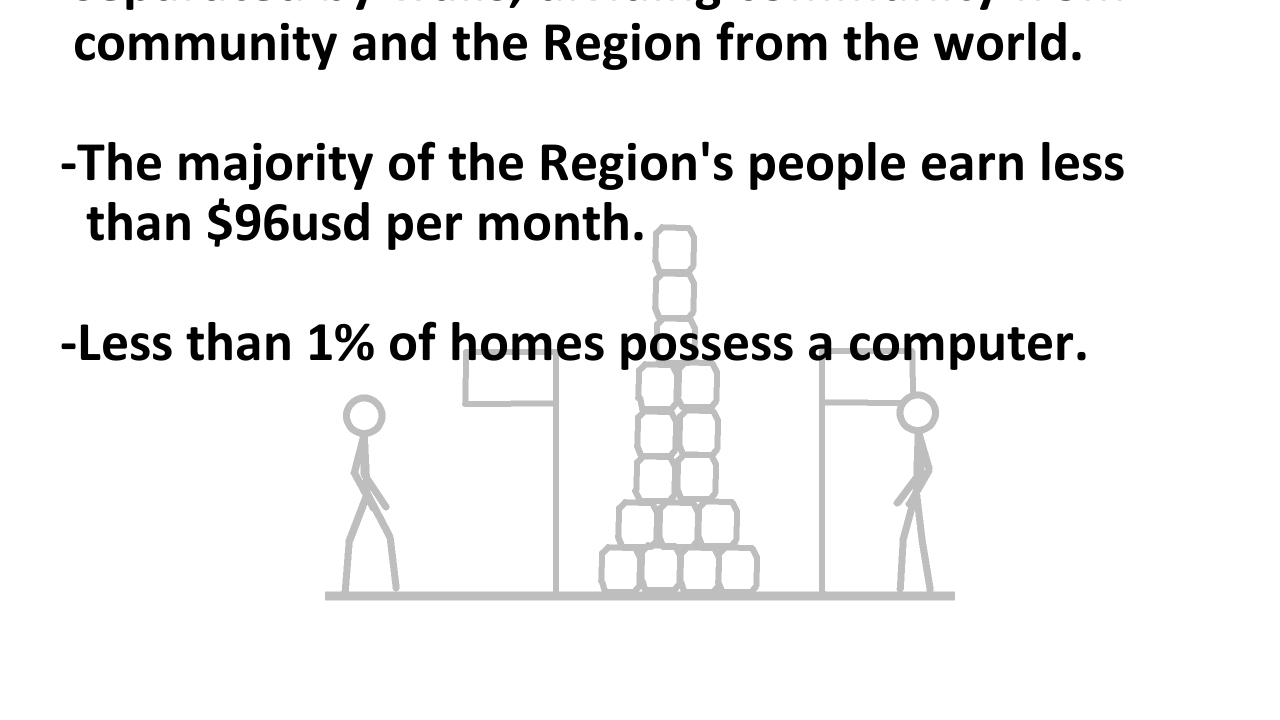 community and the Region from the world.
-The majority of the Region's people earn less
than $96usd per month.
-Less than 1% of homes possess a computer.